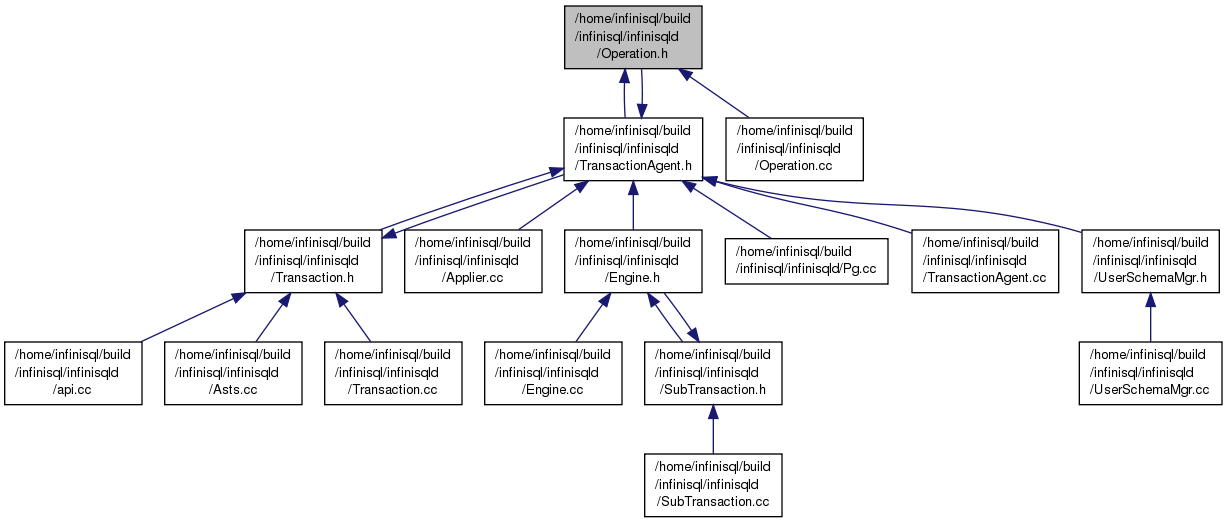 /home/infinisql/build
/infinisql/infinisqld
/Operation.h
/home/infinisql/build
/infinisql/infinisqld
/TransactionAgent.h
/home/infinisql/build
/infinisql/infinisqld
/Operation.cc
/home/infinisql/build
/infinisql/infinisqld
/Transaction.h
/home/infinisql/build
/infinisql/infinisqld
/Applier.cc
/home/infinisql/build
/infinisql/infinisqld
/Engine.h
/home/infinisql/build
/infinisql/infinisqld/Pg.cc
/home/infinisql/build
/infinisql/infinisqld
/TransactionAgent.cc
/home/infinisql/build
/infinisql/infinisqld
/UserSchemaMgr.h
/home/infinisql/build
/infinisql/infinisqld
/api.cc
/home/infinisql/build
/infinisql/infinisqld
/Asts.cc
/home/infinisql/build
/infinisql/infinisqld
/Transaction.cc
/home/infinisql/build
/infinisql/infinisqld
/Engine.cc
/home/infinisql/build
/infinisql/infinisqld
/SubTransaction.h
/home/infinisql/build
/infinisql/infinisqld
/UserSchemaMgr.cc
/home/infinisql/build
/infinisql/infinisqld
/SubTransaction.cc